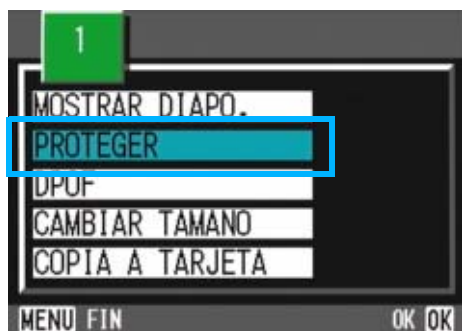 1
MOSTRAR DIAPO.
PROTEGER
DPOF
CAMBIAR TAMANO
COPIA A TARJETA
MENU FIN OK OK